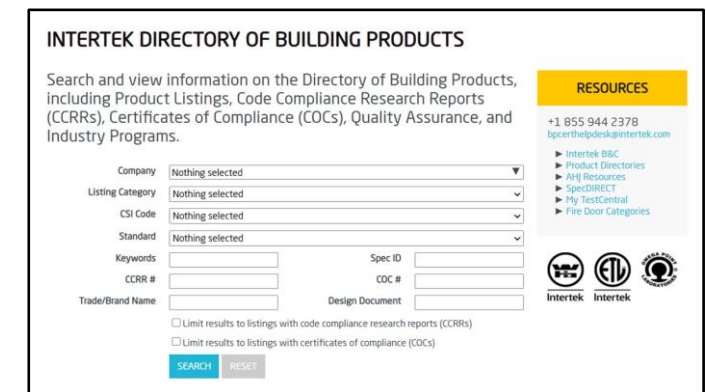 INTERTEK DIRECTORY OF BUILDING PRODUCTS
Search and view information on the Directory of Building Products,
including Product Listings, Code Compliance Research Reports
(CCRRs), Certificates of Compliance (COCs), Quality Assurance, and
Industry Programs.
Company Nothing selected
Listing Category Nothing selected
CSI Code Nothing selected
Standard Nothing selected
Keywords Spec ID
CCRR # COC #
Trade/Brand Name Design Document
Limit results to listings with code compliance research reports (CCRRs)
Limit results to listings with certificates of compliance (COCs)
SEARCH RESET
RESOURCES
+1 855 944 2378
bpcerthelpdesk@intertek.com
Intertek B&C
Product Directories
AHJ Resources
SpecDIRECT
My TestCentral
Fire Door Categories
WH ETL OMEGA POINT LABORATORIES
Intertek Intertek